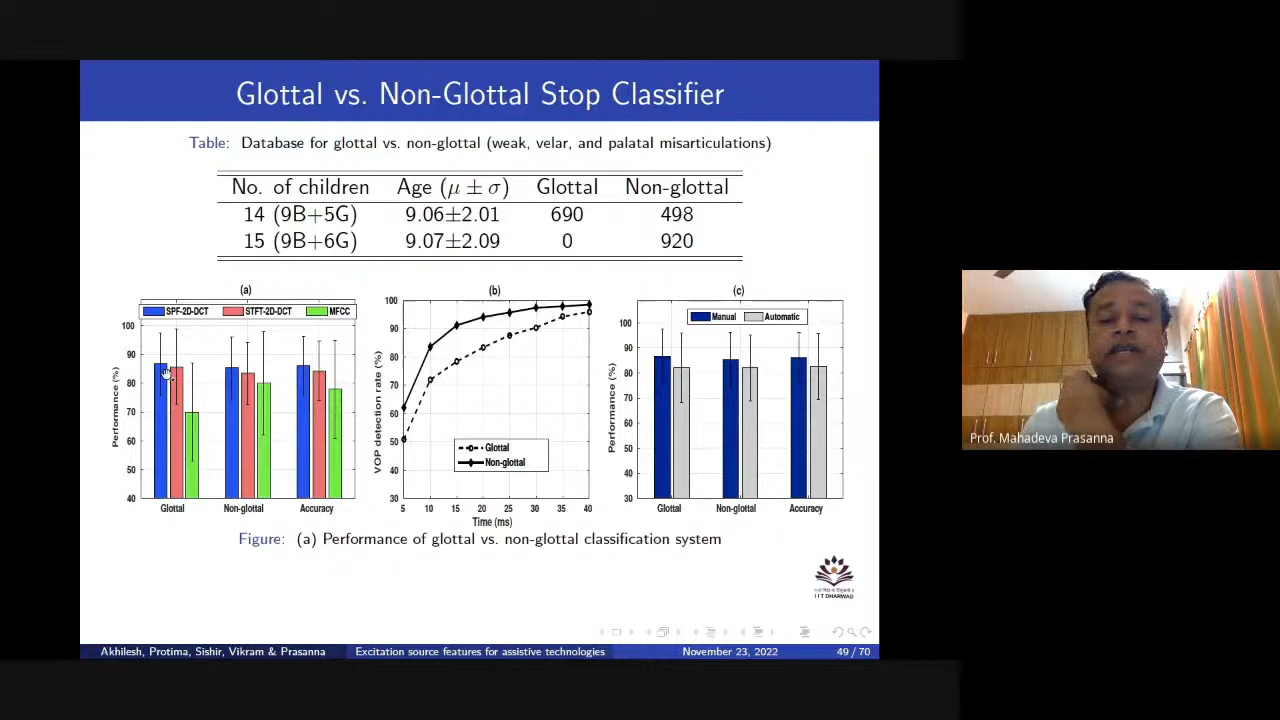 Glottal vs. Non-Glottal Stop Classifier
Table: Database for glottal vs. non-glottal (weak, velar, and palatal misarticulations)
No. of children Age (μ ± σ) Glottal Non-glottal
14 (9B+5G) 9.06±2.01 690 498
15 (9B+6G) 9.07±2.09 0 920
(a)
SPF-2D-DCT STFT-2D-DCT MFCC
100
90
80
70
60
50
40
Performance (%)
Glottal Non-glottal Accuracy
(b)
100
90
80
70
60
50
40
30
VOP detection rate (%)
Glottal
Non-glottal
5 10 15 20 25 30 35 40
Time (ms)
(c)
Manual Automatic
100
90
80
70
60
50
40
30
Performance (%)
Glottal Non-glottal Accuracy
Figure: (a) Performance of glottal vs. non-glottal classification system
IIT DHARWAD
Akhilesh, Protima, Sishir, Vikram & Prasanna Excitation source features for assistive technologies November 23, 2022 49 / 70
Prof. Mahadeva Prasanna